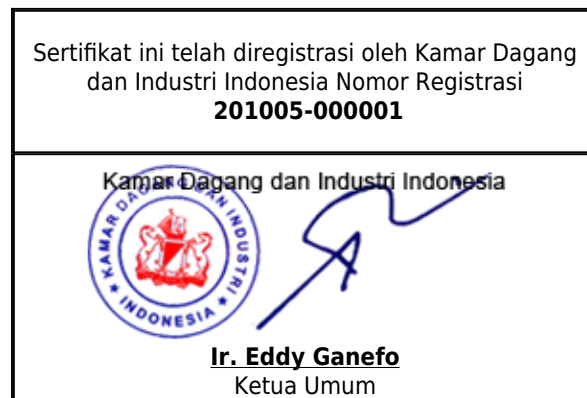 Sertifikat ini telah diregistrasi oleh Kamar Dagang
dan Industri Indonesia Nomor Registrasi
201005-000001
Kamar Dagang dan Industri Indonesia
KAMAR DAGANG DAN INDUSTRI
INDONESIA
Ir. Eddy Ganefo
Ketua Umum